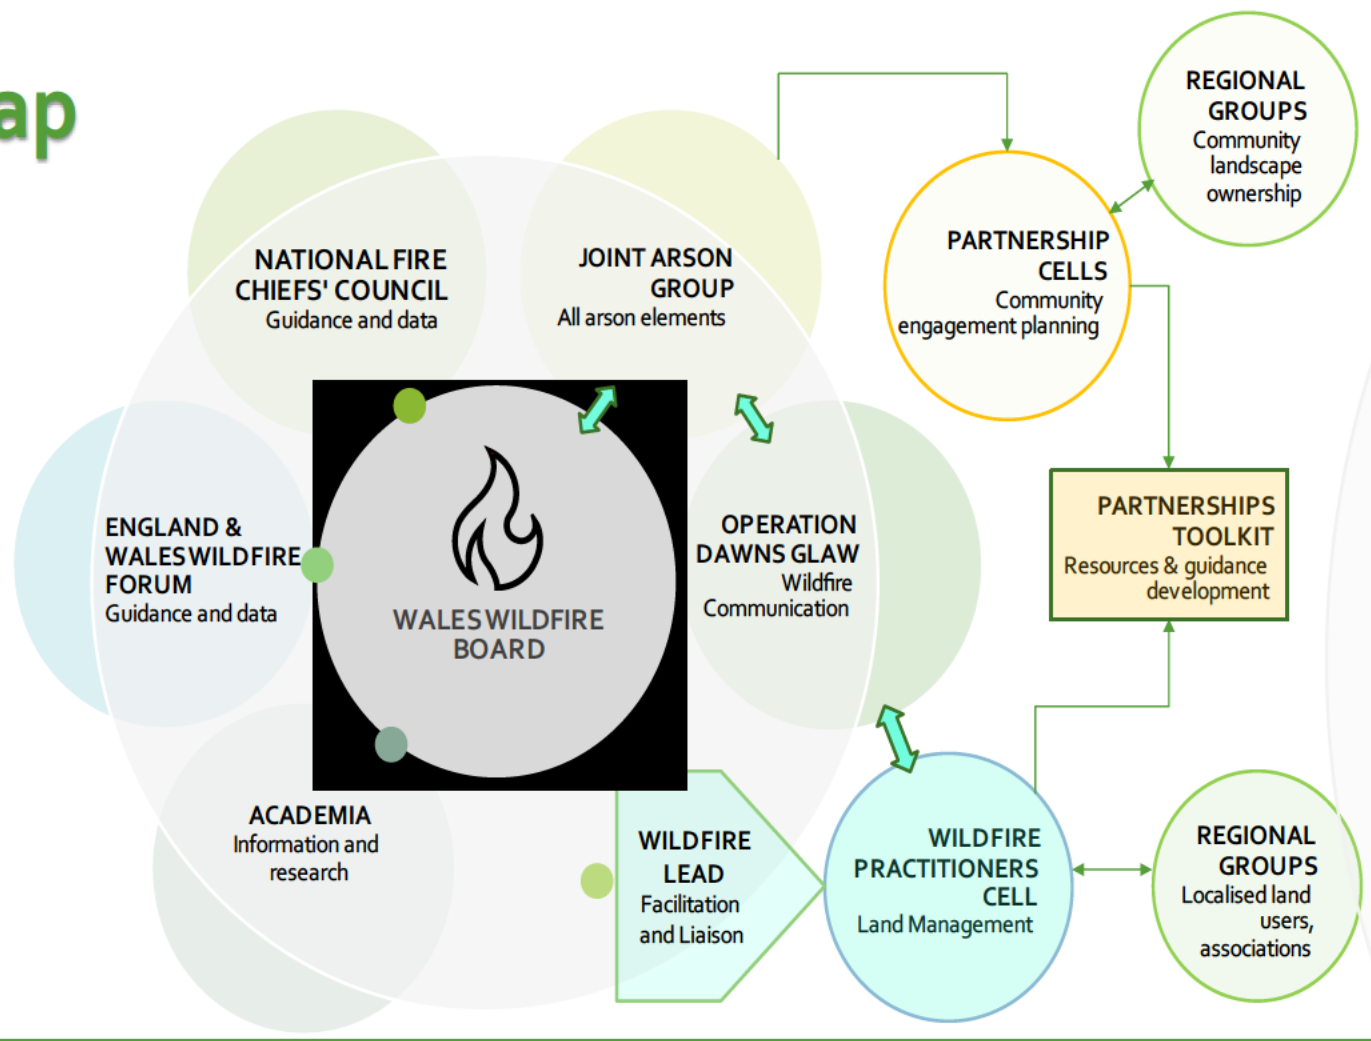 ap
REGIONAL
GROUPS
Community
landscape
ownership
PARTNERSHIP
CELLS
Community
engagement planning
NATIONAL FIRE
CHIEFS' COUNCIL
Guidance and data
JOINT ARSON
GROUP
All arson elements
ENGLAND &
WALES WILDFIRE
FORUM
Guidance and data
WALES WILDFIRE
BOARD
OPERATION
DAWNS GLAW
Wildfire
Communication
PARTNERSHIPS
TOOLKIT
Resources & guidance
development
ACADEMIA
Information and
research
WILDFIRE
LEAD
Facilitation
and Liaison
WILDFIRE
PRACTITIONERS
CELL
Land Management
REGIONAL
GROUPS
Localised land
users,
associations